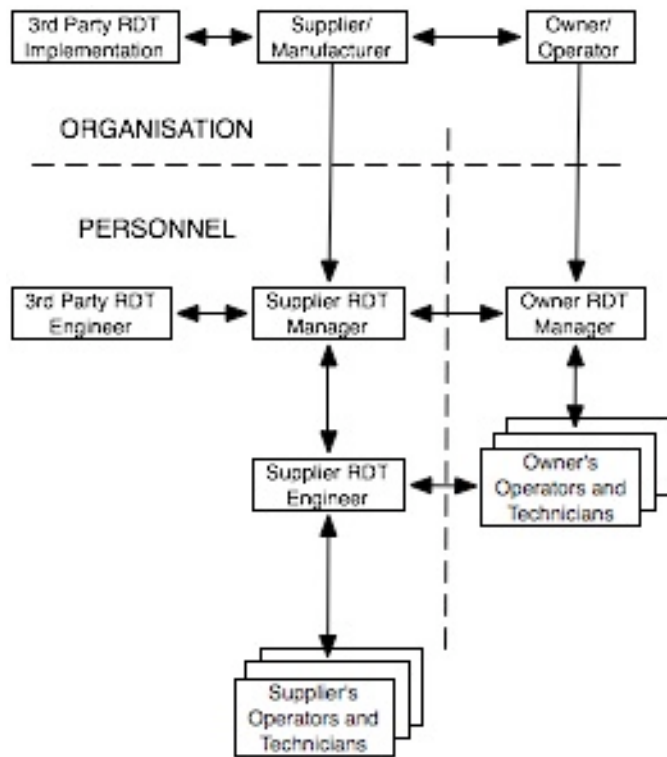 3rd Party RDT
Implementation
Supplier/
Manufacturer
Owner/
Operator
ORGANISATION
PERSONNEL
3rd Party RDT
Engineer
Supplier RDT
Manager
Owner RDT
Manager
Supplier RDT
Engineer
Owner's
Operators and
Technicians
Supplier's
Operators and
Technicians